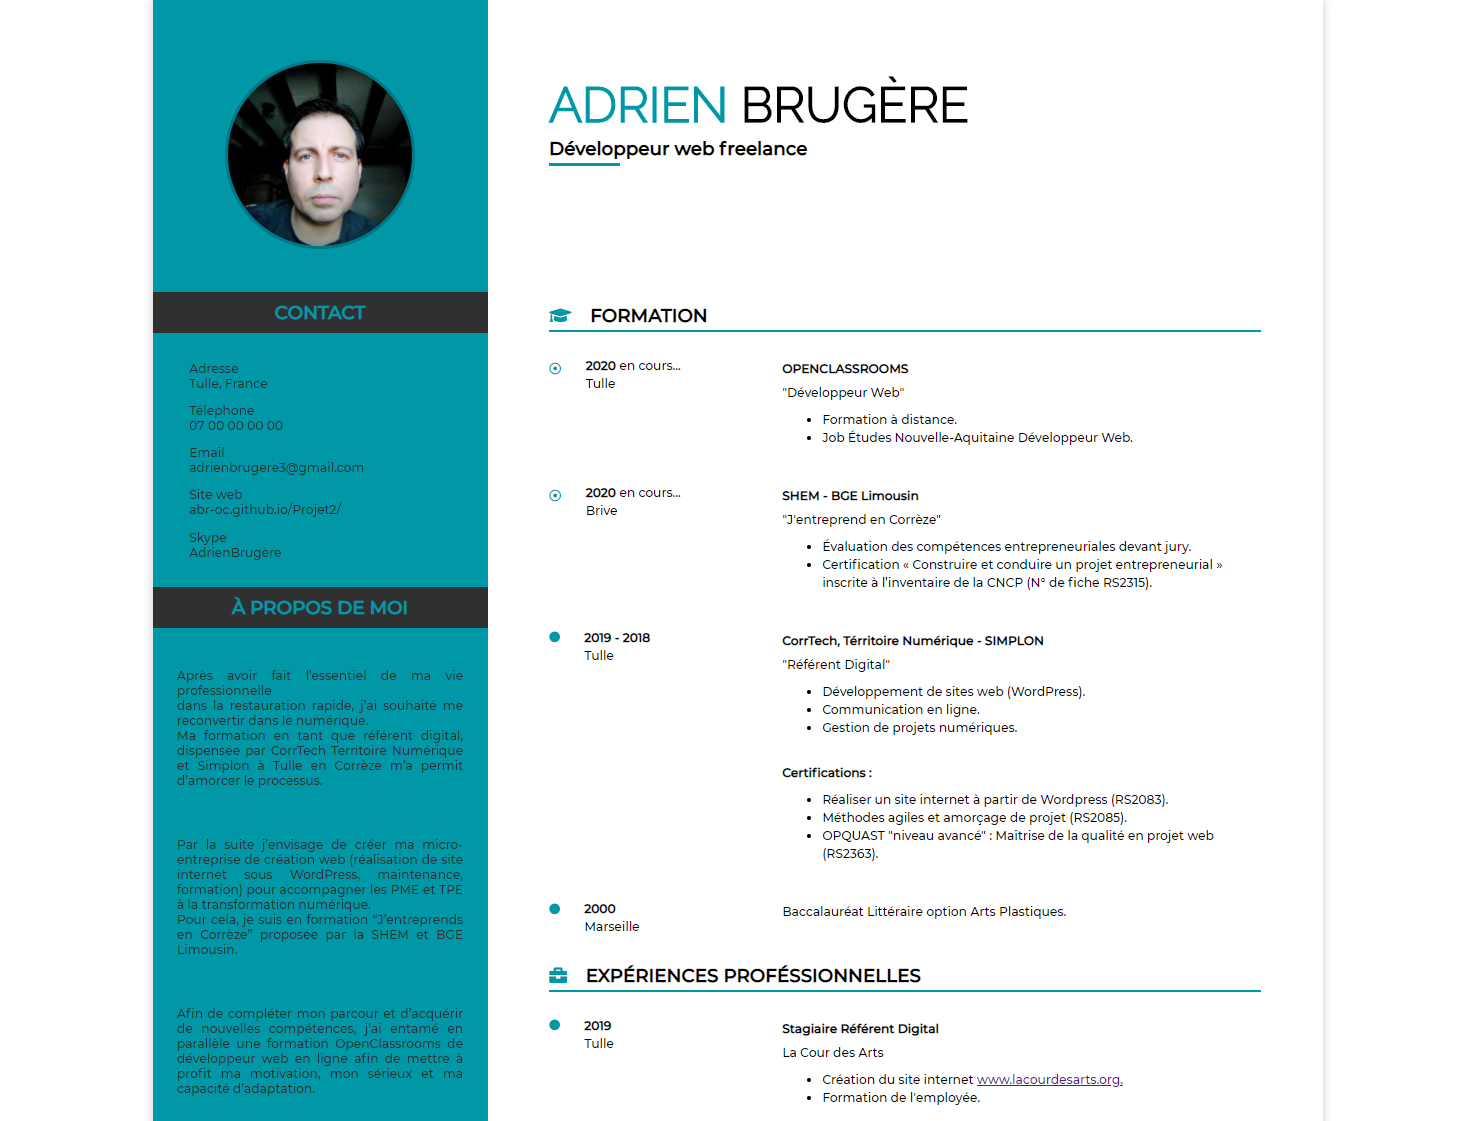 ADRIEN BRUGÈRE
Développeur web freelance
CONTACT
Adresse
Tulle, France
Télephone
07 00 00 00 00
Email
adrienbrugere3@gmail.com
Site web
abr-oc.github.io/Projet2/
Skype
AdrienBrugère
À PROPOS DE MOI
Après avoir fait l’essentiel de ma vie
professionnelle
dans la restauration rapide, j’ai souhaité me
reconvertir dans le numérique.
Ma formation en tant que référent digital,
dispensée par CorrTech Territoire Numérique
et Simplon à Tulle en Corrèze m’a permit
d’amorcer le processus.
Par la suite j’envisage de créer ma micro-
entreprise de création web (réalisation de site
internet sous WordPress, maintenance,
formation) pour accompagner les PME et TPE
à la transformation numérique.
Pour cela, je suis en formation “J’entreprends
en Corrèze” proposée par la SHEM et BGE
Limousin.
Afin de compléter mon parcour et d’acquérir
de nouvelles compétences, j’ai entamé en
parallèle une formation OpenClassrooms de
développeur web en ligne afin de mettre à
profit ma motivation, mon sérieux et ma
capacité d’adaptation.
FORMATION
2020 en cours...
Tulle
OPENCLASSROOMS
"Développeur Web"
Formation à distance.
Job Études Nouvelle-Aquitaine Développeur Web.
2020 en cours...
Brive
SHEM - BGE Limousin
"J'entreprend en Corrèze"
Évaluation des compétences entrepreneuriales devant jury.
Certification « Construire et conduire un projet entrepreneurial »
inscrite à l’inventaire de la CNCP (N° de fiche RS2315).
2019 - 2018
Tulle
CorrTech, Térritoire Numérique - SIMPLON
"Référent Digital"
Développement de sites web (WordPress).
Communication en ligne.
Gestion de projets numériques.
Certifications :
Réaliser un site internet à partir de Wordpress (RS2083).
Méthodes agiles et amorçage de projet (RS2085).
OPQUAST "niveau avancé" : Maîtrise de la qualité en projet web
(RS2363).
2000
Marseille
Baccalauréat Littéraire option Arts Plastiques.
EXPÉRIENCES PROFÉSSIONNELLES
2019
Tulle
Stagiaire Référent Digital
La Cour des Arts
Création du site internet www.lacourdesarts.org.
Formation de l'employée.